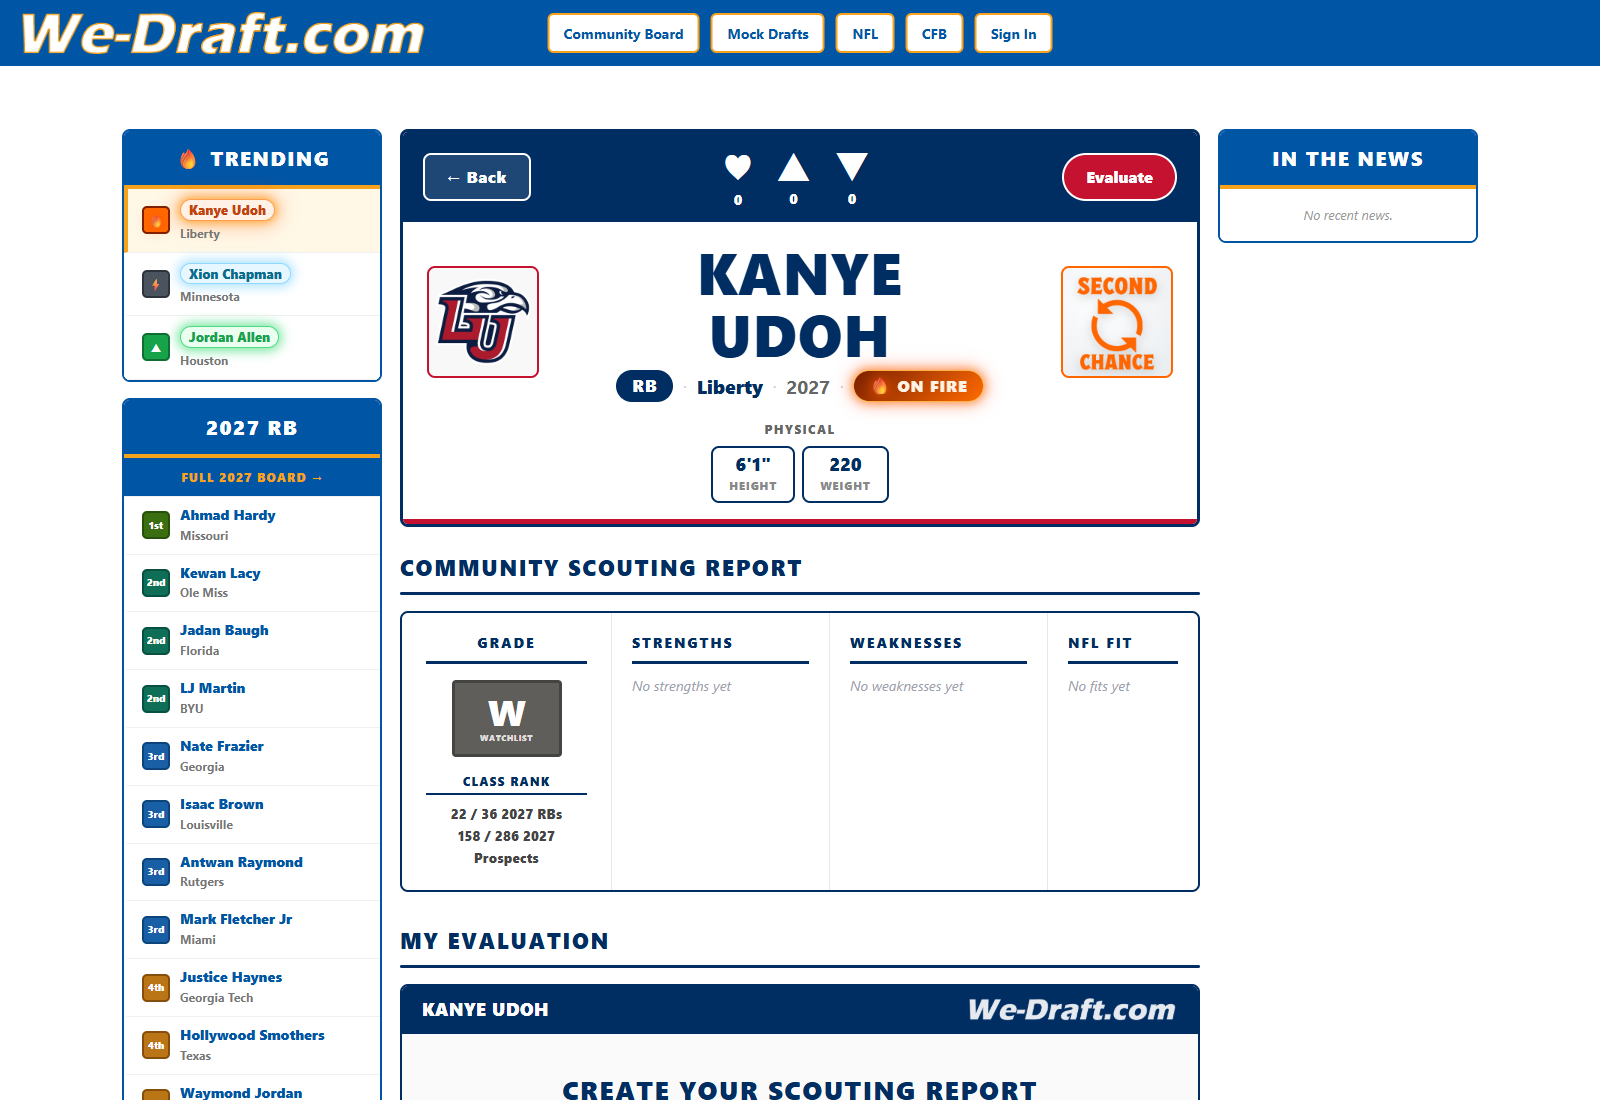 We-Draft.com
Community Board
Mock Drafts
NFL
CFB
Sign In
TRENDING
Kanye Udoh
Liberty
Xion Chapman
Minnesota
Jordan Allen
Houston
2027 RB
FULL 2027 BOARD →
1st
Ahmad Hardy
Missouri
2nd
Kewan Lacy
Ole Miss
2nd
Jadan Baugh
Florida
2nd
LJ Martin
BYU
3rd
Nate Frazier
Georgia
3rd
Isaac Brown
Louisville
3rd
Antwan Raymond
Rutgers
3rd
Mark Fletcher Jr
Miami
4th
Justice Haynes
Georgia Tech
4th
Hollywood Smothers
Texas
Waymond Jordan
← Back
0
0
0
Evaluate
LU
KANYE
UDOH
SECOND
CHANCE
RB · Liberty · 2027 · ON FIRE
PHYSICAL
6'1"
HEIGHT
220
WEIGHT
COMMUNITY SCOUTING REPORT
GRADE
W
WATCHLIST
CLASS RANK
22 / 36 2027 RBs
158 / 286 2027
Prospects
STRENGTHS
No strengths yet
WEAKNESSES
No weaknesses yet
NFL FIT
No fits yet
MY EVALUATION
KANYE UDOH
We-Draft.com
CREATE YOUR SCOUTING REPORT
IN THE NEWS
No recent news.